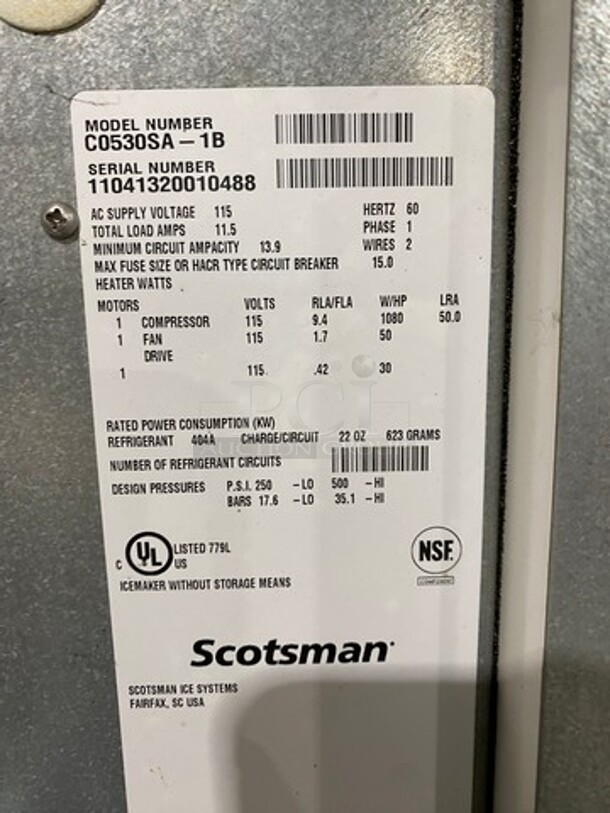 MODEL NUMBER
C0530SA - 1B
SERIAL NUMBER
11041320010488
AC SUPPLY VOLTAGE 115 HERTZ 60
TOTAL LOAD AMPS 11.5 PHASE 1
MINIMUM CIRCUIT AMPACITY 13.9 WIRES 2
MAX FUSE SIZE OR HACR TYPE CIRCUIT BREAKER 15.0
HEATER WATTS
MOTORS VOLTS RLA/FLA W/HP LRA
1 COMPRESSOR 115 9.4 1080 50.0
1 FAN 115 1.7 50
DRIVE
1 115 .42 30
RATED POWER CONSUMPTION (KW)
REFRIGERANT 404A CHARGE/CIRCUIT 22 OZ 623 GRAMS
NUMBER OF REFRIGERANT CIRCUITS
DESIGN PRESSURES P.S.I. 250 - LO 500 - HI
BARS 17.6 - LO 35.1 - HI
C UL US LISTED 779L
NSF
ICEMAKER WITHOUT STORAGE MEANS
Scotsman
SCOTSMAN ICE SYSTEMS
FAIRFAX, SC USA
PCI
AUCTION